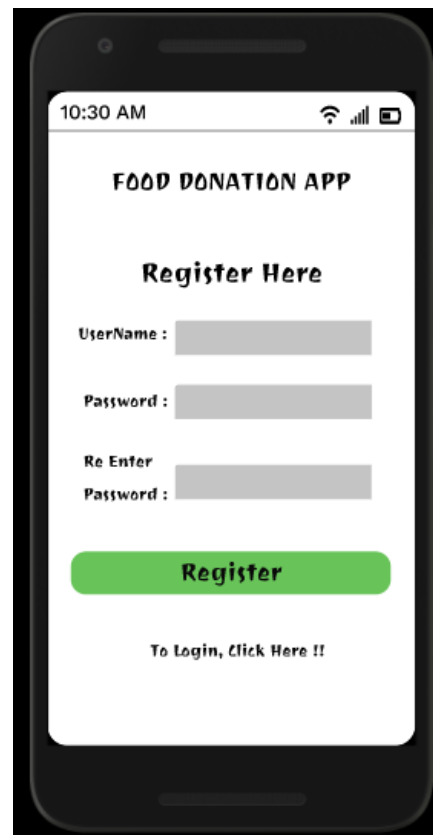 10:30 AM
FOOD DONATION APP
Register Here
UserName :
Password :
Re Enter
Password :
Register
To Login, Click Here !!